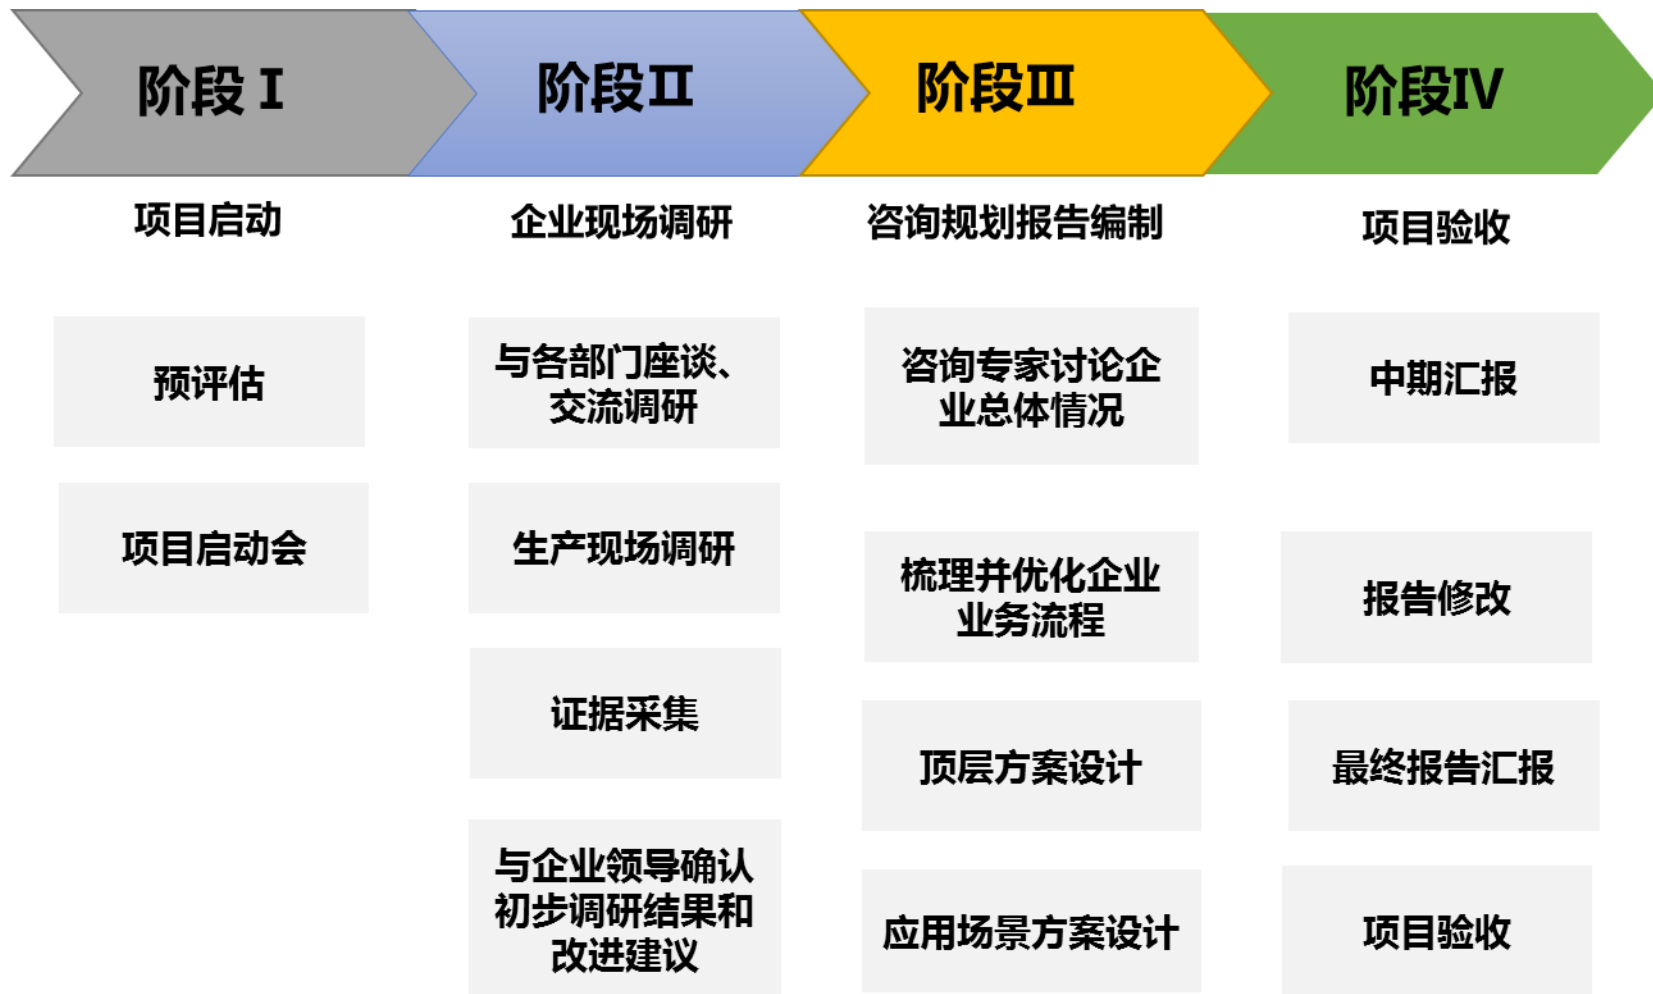 阶段 I
阶段II
阶段III
阶段IV
项目启动
企业现场调研
咨询规划报告编制
项目验收
预评估
项目启动会
与各部门座谈、
交流调研
生产现场调研
证据采集
与企业领导确认
初步调研结果和
改进建议
咨询专家讨论企
业总体情况
梳理并优化企业
业务流程
顶层方案设计
应用场景方案设计
中期汇报
报告修改
最终报告汇报
项目验收